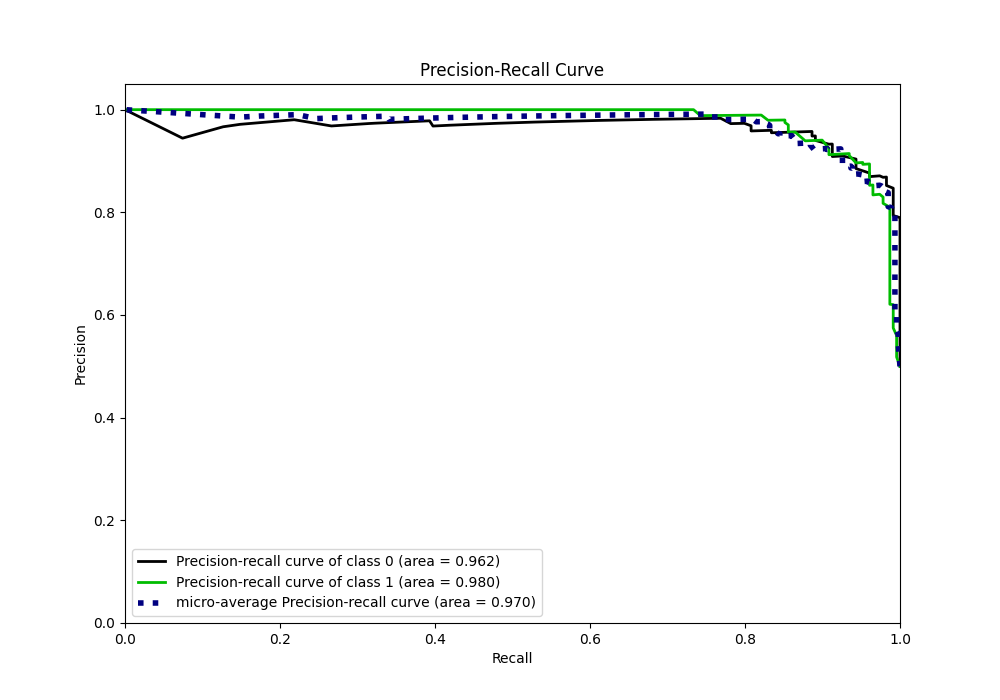 Precision-Recall Curve
1.0
0.8
0.6
0.4
0.2
0.0
Precision
Precision-recall curve of class 0 (area = 0.962)
Precision-recall curve of class 1 (area = 0.980)
micro-average Precision-recall curve (area = 0.970)
0.0 0.2 0.4 0.6 0.8 1.0
Recall